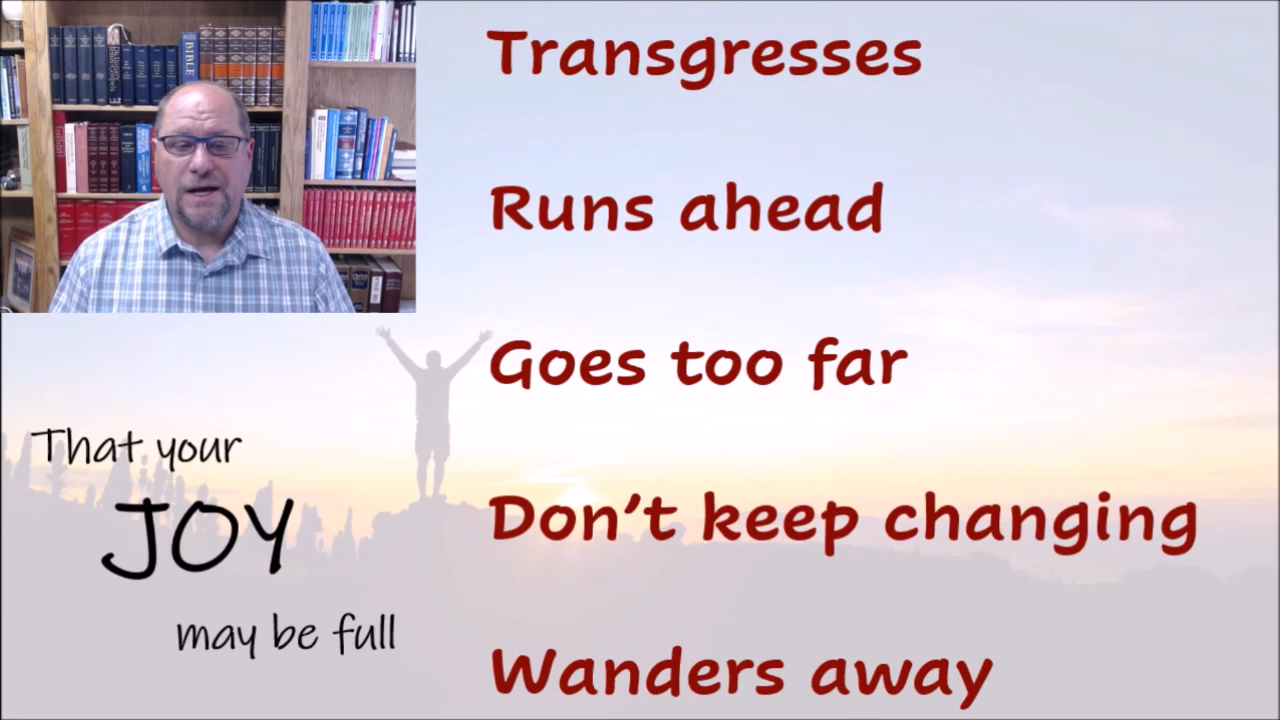 Transgresses
Runs ahead
Goes too far
Don't keep changing
Wanders away
That your
JOY
may be full
BIBLE